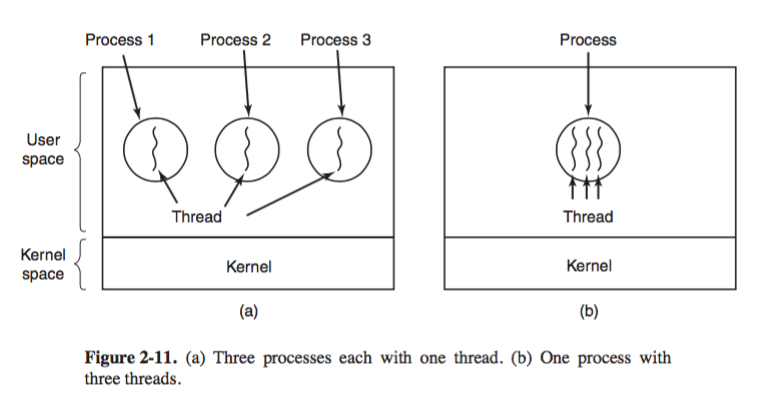 Process 1 Process 2 Process 3 Process
User
space
Thread Thread
Kernel
space
Kernel Kernel
(a) (b)
Figure 2-11. (a) Three processes each with one thread. (b) One process with
three threads.